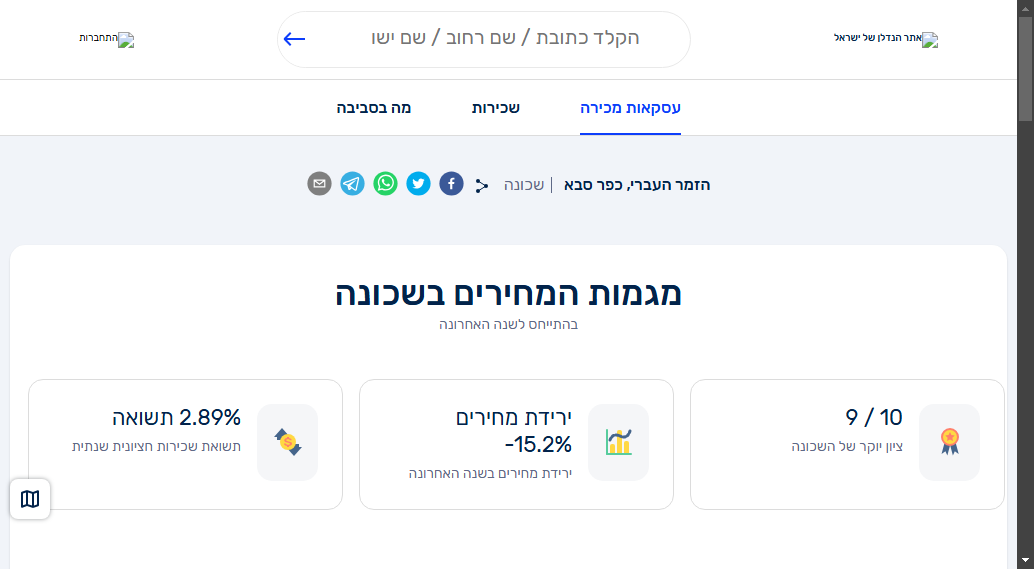 אתר הנדלן של ישראל
הקלד כתובת / שם רחוב / שם ישו
התחברות
עסקאות מכירה
שכירות
מה בסביבה
הזמר העברי, כפר סבא | שכונה
מגמות המחירים בשכונה
בהתייחס לשנה האחרונה
9 / 10
ציון יוקר של השכונה
ירידת מחירים
-15.2%
ירידת מחירים בשנה האחרונה
2.89% תשואה
תשואת שכירות חציונית שנתית